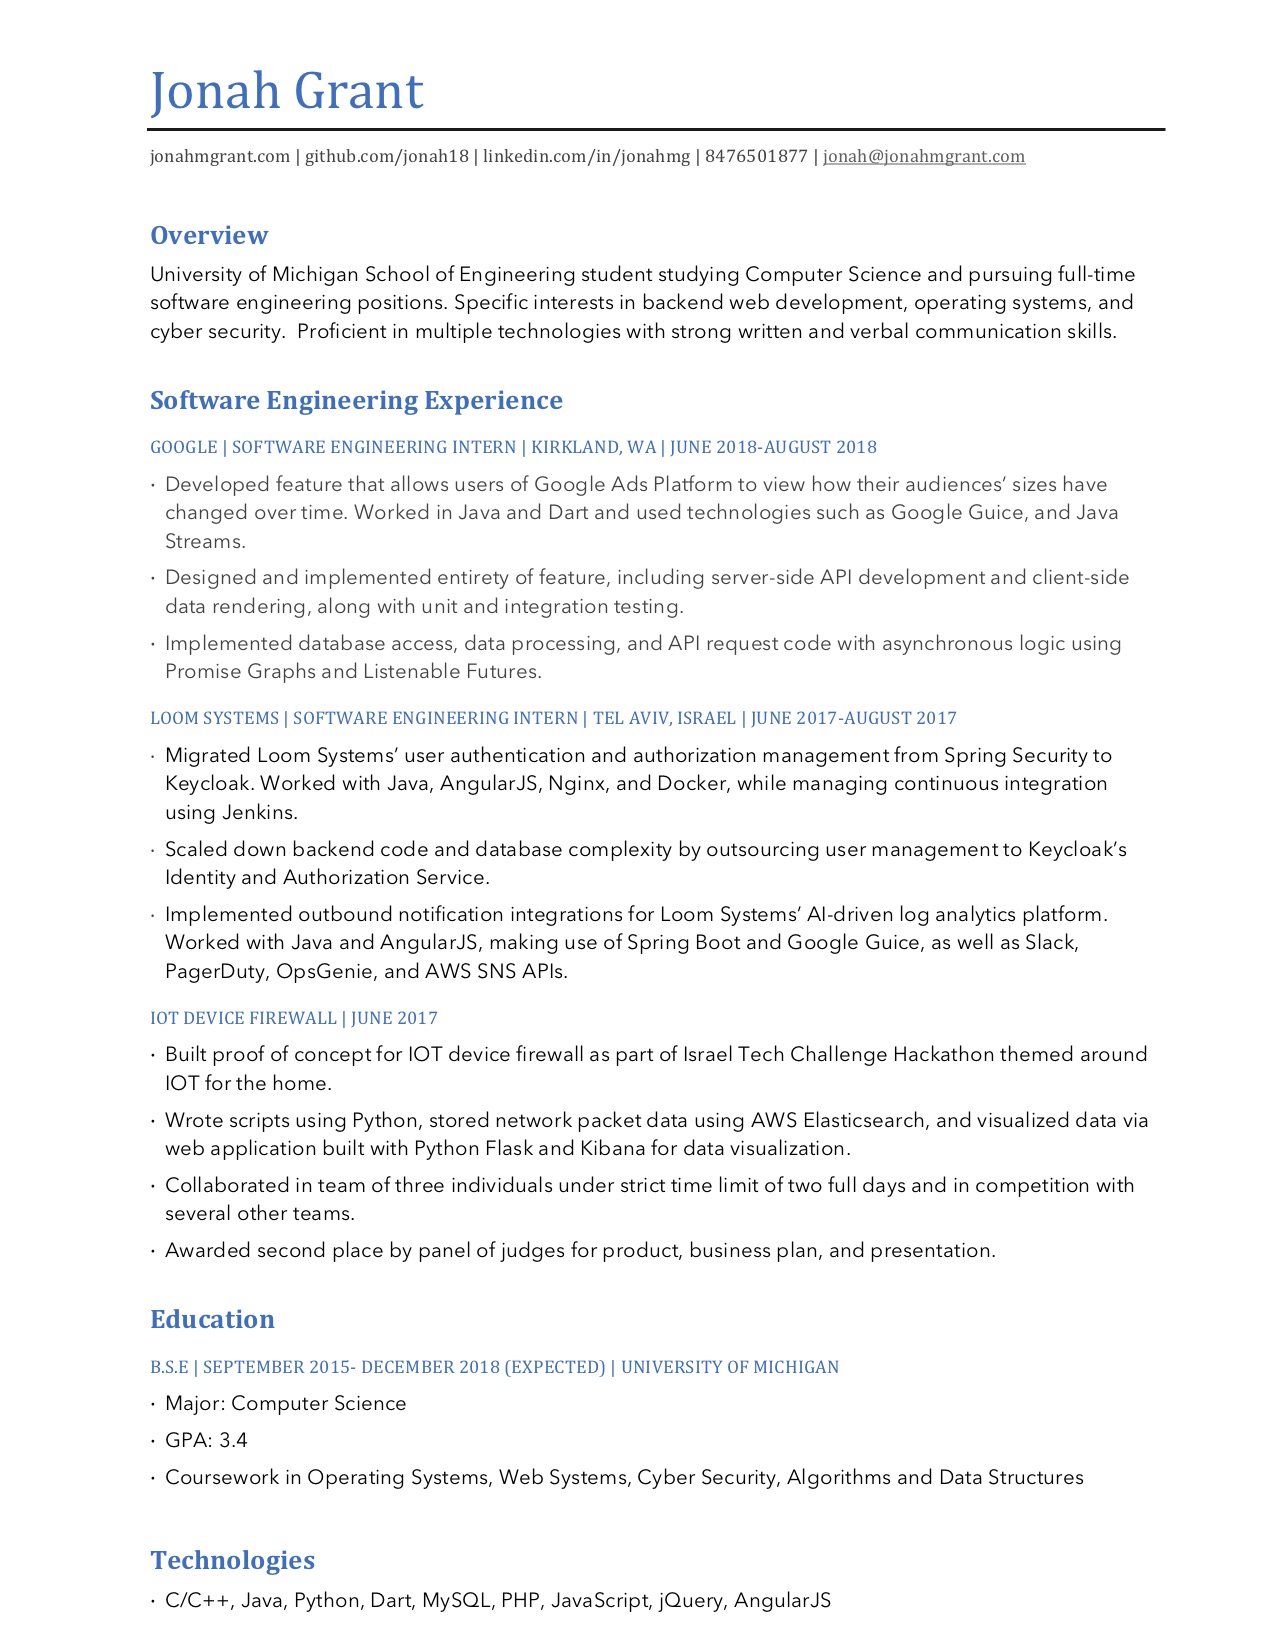 Jonah Grant
jonahmgrant.com | github.com/jonah18 | linkedin.com/in/jonahmg | 8476501877 | jonah@jonahmgrant.com
Overview
University of Michigan School of Engineering student studying Computer Science and pursuing full-time
software engineering positions. Specific interests in backend web development, operating systems, and
cyber security.  Proficient in multiple technologies with strong written and verbal communication skills.
Software Engineering Experience
GOOGLE | SOFTWARE ENGINEERING INTERN | KIRKLAND, WA | JUNE 2018-AUGUST 2018
· Developed feature that allows users of Google Ads Platform to view how their audiences’ sizes have
changed over time. Worked in Java and Dart and used technologies such as Google Guice, and Java
Streams.
· Designed and implemented entirety of feature, including server-side API development and client-side
data rendering, along with unit and integration testing.
· Implemented database access, data processing, and API request code with asynchronous logic using
Promise Graphs and Listenable Futures.
LOOM SYSTEMS | SOFTWARE ENGINEERING INTERN | TEL AVIV, ISRAEL | JUNE 2017-AUGUST 2017
· Migrated Loom Systems’ user authentication and authorization management from Spring Security to
Keycloak. Worked with Java, AngularJS, Nginx, and Docker, while managing continuous integration
using Jenkins.
· Scaled down backend code and database complexity by outsourcing user management to Keycloak’s
Identity and Authorization Service.
· Implemented outbound notification integrations for Loom Systems’ AI-driven log analytics platform.
Worked with Java and AngularJS, making use of Spring Boot and Google Guice, as well as Slack,
PagerDuty, OpsGenie, and AWS SNS APIs.
IOT DEVICE FIREWALL | JUNE 2017
· Built proof of concept for IOT device firewall as part of Israel Tech Challenge Hackathon themed around
IOT for the home.
· Wrote scripts using Python, stored network packet data using AWS Elasticsearch, and visualized data via
web application built with Python Flask and Kibana for data visualization.
· Collaborated in team of three individuals under strict time limit of two full days and in competition with
several other teams.
· Awarded second place by panel of judges for product, business plan, and presentation.
Education
B.S.E | SEPTEMBER 2015- DECEMBER 2018 (EXPECTED) | UNIVERSITY OF MICHIGAN
· Major: Computer Science
· GPA: 3.4
· Coursework in Operating Systems, Web Systems, Cyber Security, Algorithms and Data Structures
Technologies
· C/C++, Java, Python, Dart, MySQL, PHP, JavaScript, jQuery, AngularJS